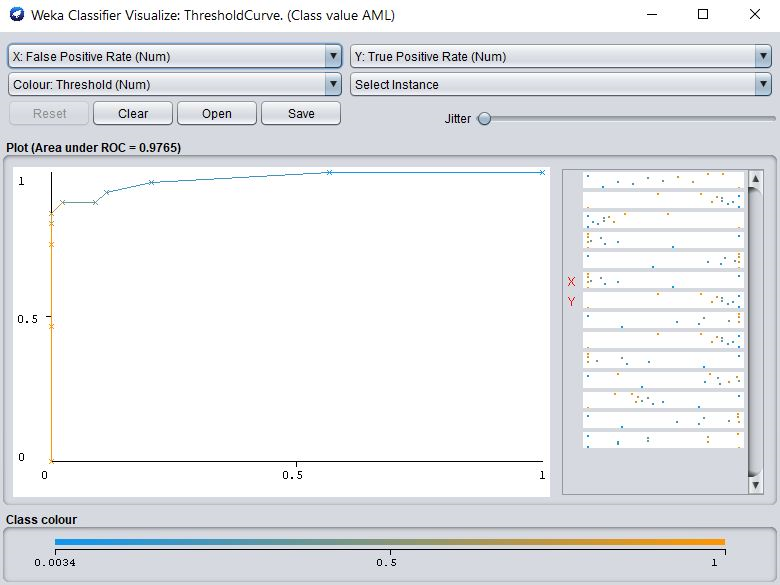 Weka Classifier Visualize: ThresholdCurve. (Class value AML)
X: False Positive Rate (Num) Y: True Positive Rate (Num)
Colour: Threshold (Num) Select Instance
Reset Clear Open Save Jitter
Plot (Area under ROC = 0.9765)
1
0.5
0
0 0.5 1
X
Y
Class colour
0.0034 0.5 1